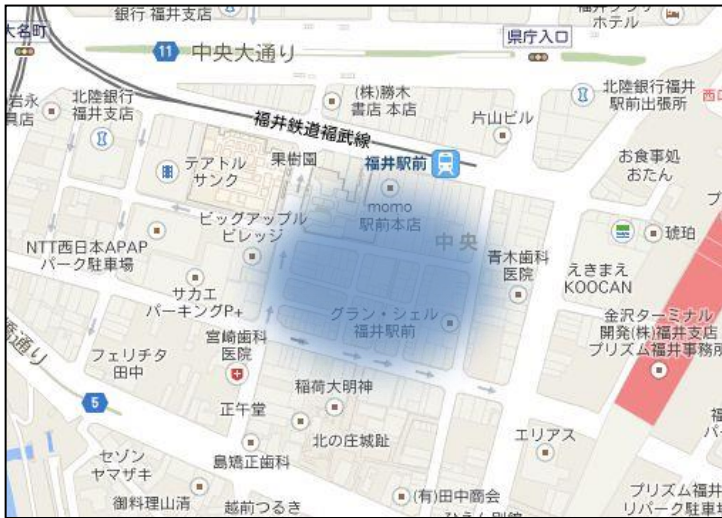 銀行 福井支店
ホテル
大名町
11
中央大通り
県庁入口
(株)勝木
書店 本店
北陸銀行福井
駅前出張所
西口
岩永
具店
北陸銀行
福井支店
福井鉄道福武線
片山ビル
テアトル
サンク
果樹園
福井駅前
お食事処
おたん
momo
駅前本店
ビッグアップル
ビレッジ
中央
琥珀
NTT西日本APAP
パーク駐車場
青木歯科
医院
えきまえ
KOOCAN
サカエ
パーキングP+
グラン・シェル
福井駅前
金沢ターミナル
開発(株)福井支店
プリズム福井事務所
宮崎歯科
医院
フェリチタ
田中
通り
5
稲荷大明神
正午堂
北の庄城趾
エリアス
セゾン
ヤマザキ
島矯正歯科
御料理山清
越前つるき
(有)田中商会
プリズム福井
リパーク駐車場